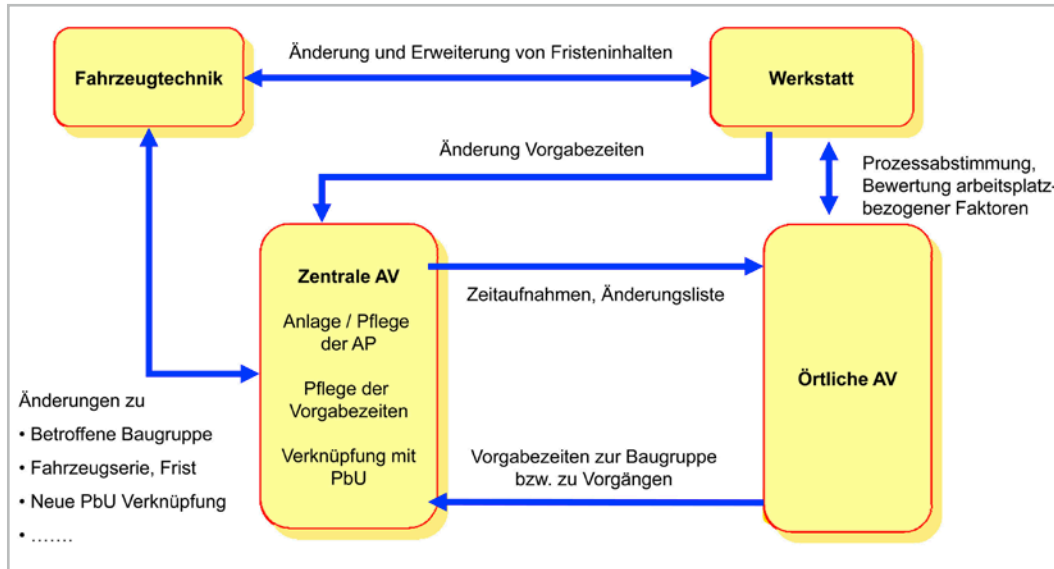 Änderung und Erweiterung von Fristeninhalten
Fahrzeugtechnik
Werkstatt
Änderung Vorgabezeiten
Prozessabstimmung,
Bewertung arbeitsplatz-
bezogener Faktoren
Zentrale AV
Zeitaufnahmen, Änderungsliste
Anlage / Pflege
der AP
Örtliche AV
Pflege der
Vorgabezeiten
Änderungen zu
• Betroffene Baugruppe
• Fahrzeugserie, Frist
• Neue PbU Verknüpfung
• .......
Verknüpfung mit
PbU
Vorgabezeiten zur Baugruppe
bzw. zu Vorgängen